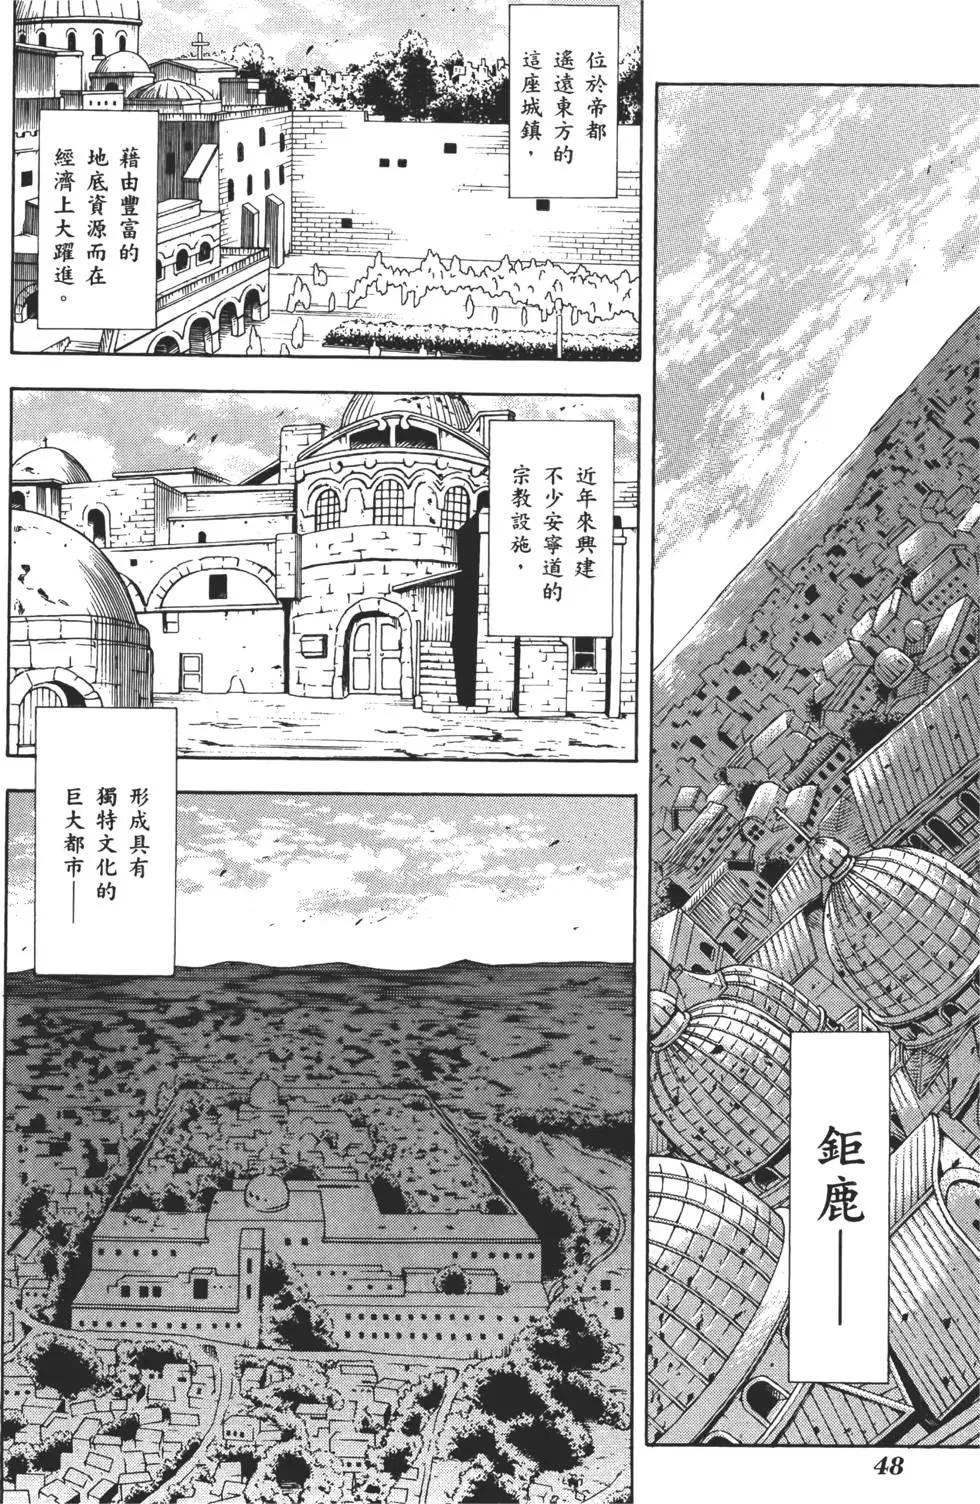 鉅鹿——
位於帝都
遙遠東方的
這座城鎮，
藉由豐富的
地底資源而在
經濟上大躍進。
近年來興建
不少安寧道的
宗教設施，
形成具有
獨特文化的
巨大都市——
48